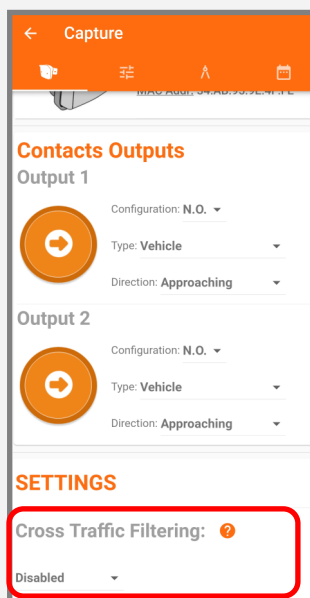 Capture
Contacts Outputs
Output 1
Configuration: N.O.
Type: Vehicle
Direction: Approaching
Output 2
Configuration: N.O.
Type: Vehicle
Direction: Approaching
SETTINGS
Cross Traffic Filtering: ?
Disabled